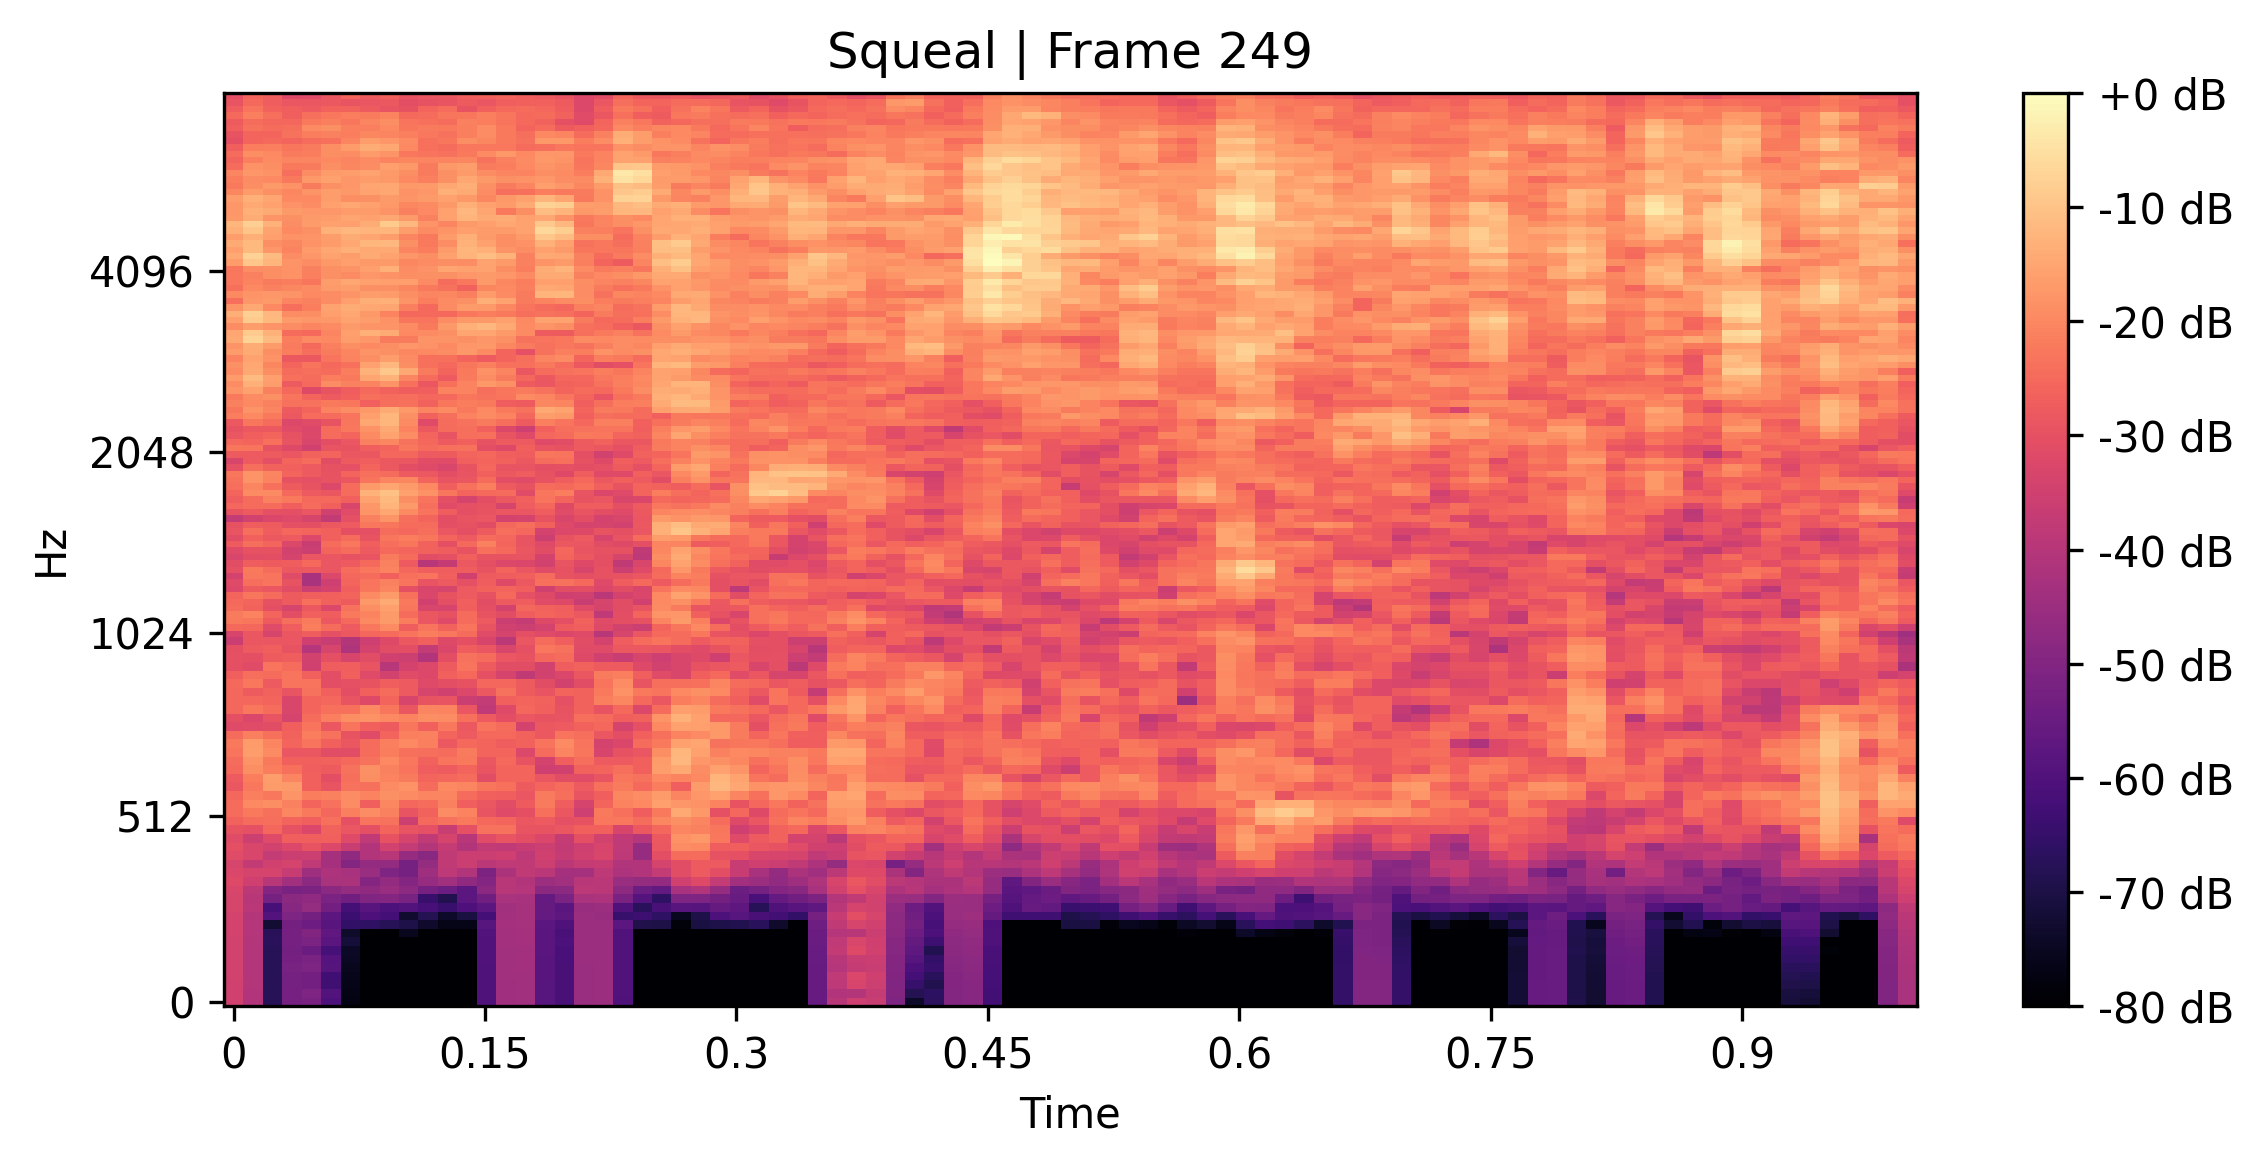 Squeal | Frame 249
+0 dB
-10 dB
-20 dB
-30 dB
-40 dB
-50 dB
-60 dB
-70 dB
-80 dB
Hz
4096
2048
1024
512
0
0 0.15 0.3 0.45 0.6 0.75 0.9
Time